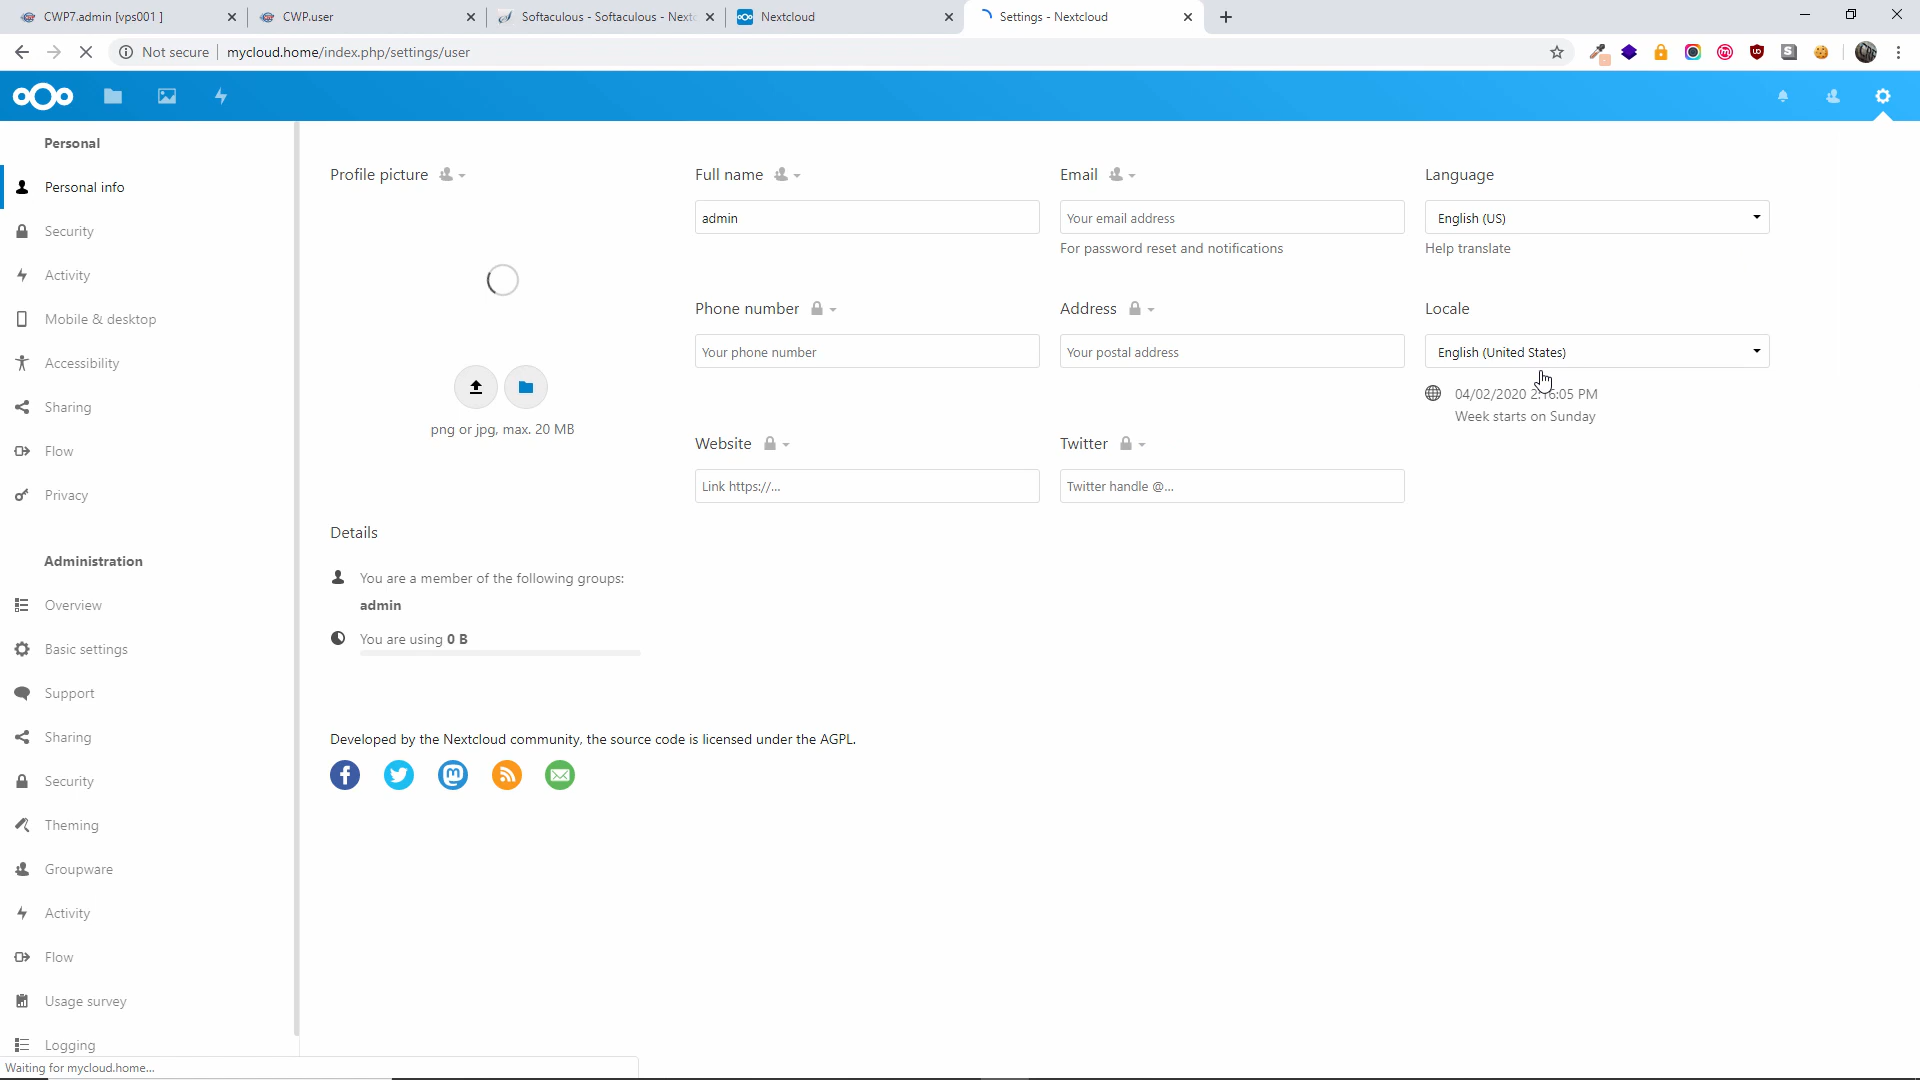 CWP7.admin [vps001 ]
CWP.user
Softaculous - Softaculous - Nextc
Nextcloud
Settings - Nextcloud
Not secure
mycloud.home/index.php/settings/user
Personal
Personal info
Security
Activity
Mobile & desktop
Accessibility
Sharing
Flow
Privacy
Administration
Overview
Basic settings
Support
Sharing
Security
Theming
Groupware
Activity
Flow
Usage survey
Logging
Profile picture
png or jpg, max. 20 MB
Full name
admin
Email
Your email address
For password reset and notifications
Language
English (US)
Help translate
Phone number
Your phone number
Address
Your postal address
Locale
English (United States)
04/02/2020 2:16:05 PM
Week starts on Sunday
Website
Link https://...
Twitter
Twitter handle @...
Details
You are a member of the following groups:
admin
You are using 0 B
Developed by the Nextcloud community, the source code is licensed under the AGPL.
Waiting for mycloud.home...